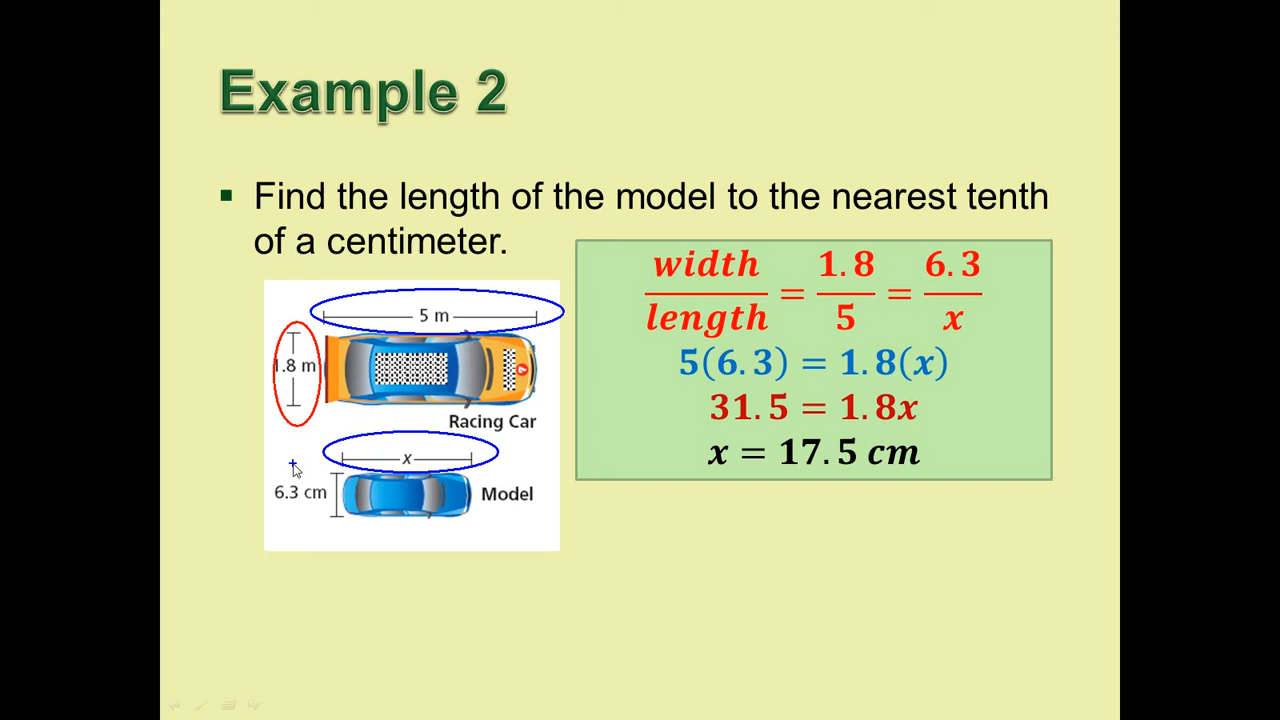 Example 2
▪ Find the length of the model to the nearest tenth
of a centimeter.
width/length = 1.8/5 = 6.3/x
5(6.3) = 1.8(x)
31.5 = 1.8x
x = 17.5 cm
5 m
1.8 m
Racing Car
x
6.3 cm
Model